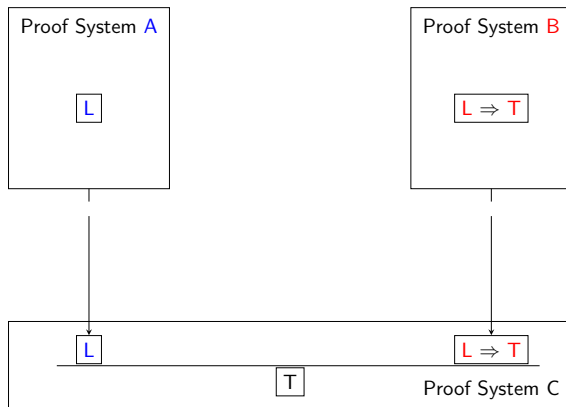 Proof System A
Proof System B
L
L ⇒ T
L
L ⇒ T
T
Proof System C